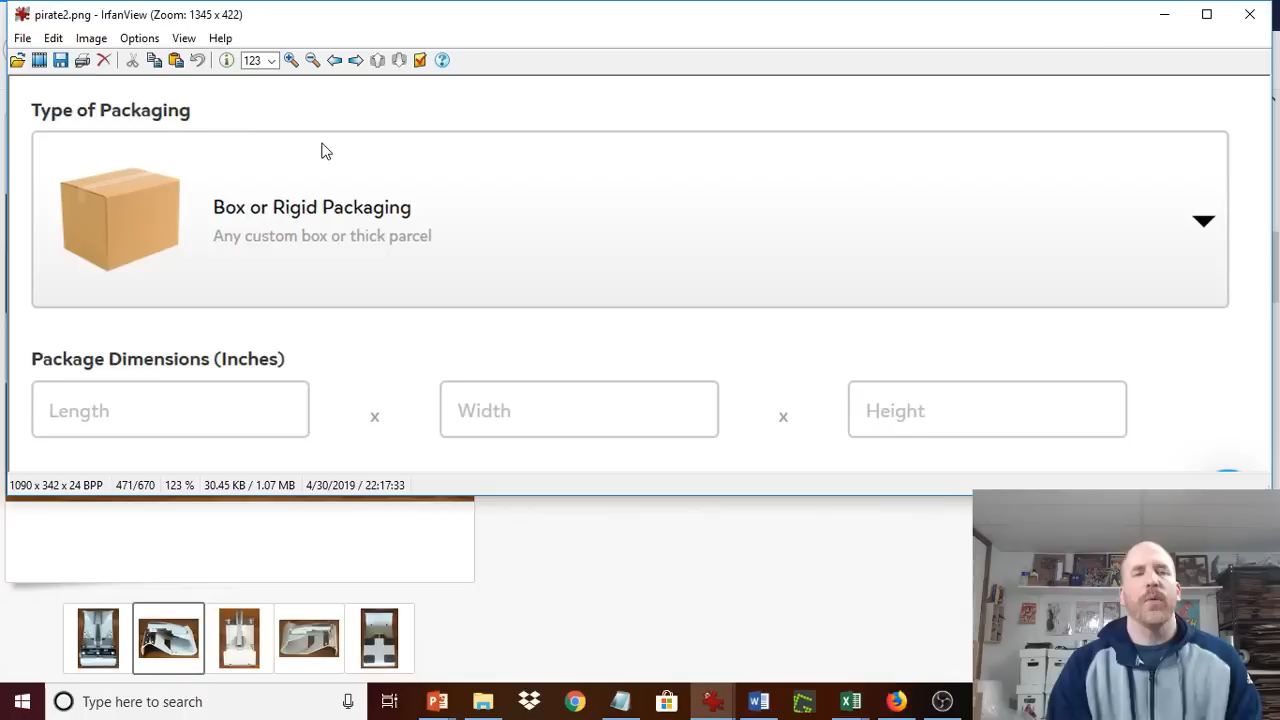 pirate2.png - IrfanView (Zoom: 1345 x 422)
File Edit Image Options View Help
123
Type of Packaging
Box or Rigid Packaging
Any custom box or thick parcel
Package Dimensions (Inches)
Length x Width x Height
1090 x 342 x 24 BPP 471/670 123 % 30.45 KB / 1.07 MB 4/30/2019 / 22:17:33
Type here to search